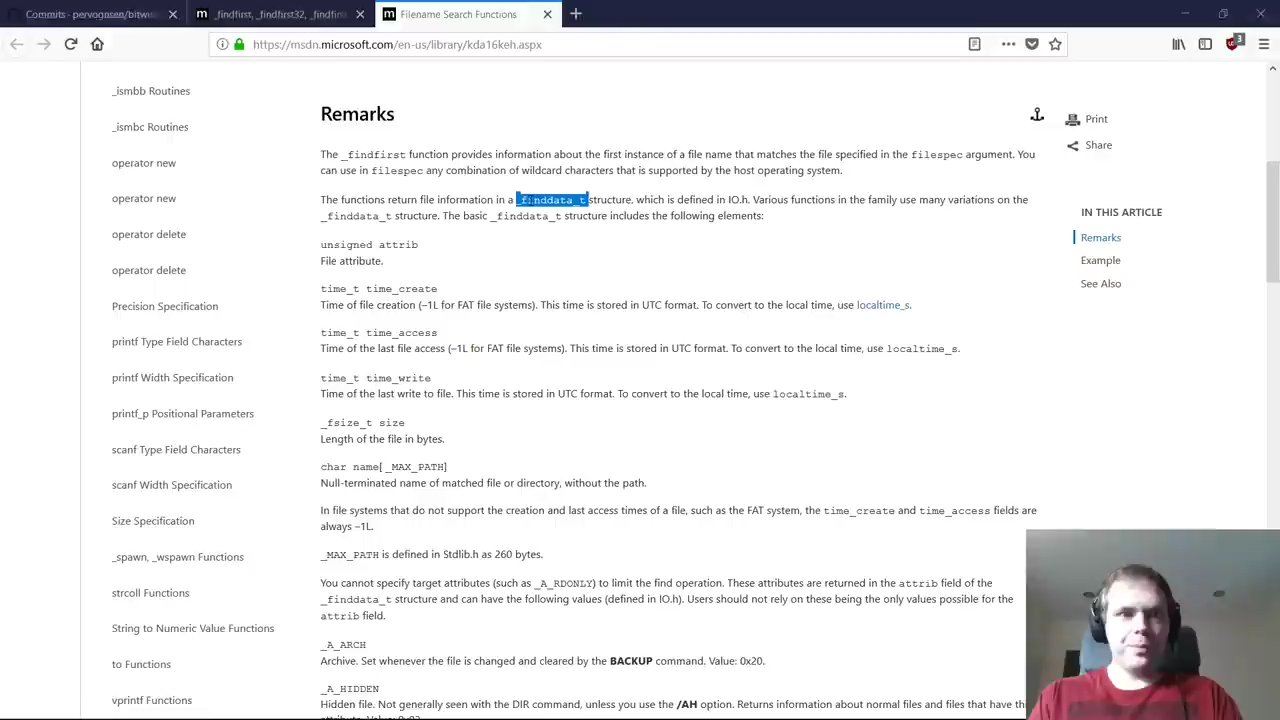 Commits · pervognsen/bitw
_findfirst, _findfirst32, _findfin
Filename Search Functions
https://msdn.microsoft.com/en-us/library/kda16keh.aspx
3
_ismbb Routines
_ismbc Routines
operator new
operator new
operator delete
operator delete
Precision Specification
printf Type Field Characters
printf Width Specification
printf_p Positional Parameters
scanf Type Field Characters
scanf Width Specification
Size Specification
_spawn, _wspawn Functions
strcoll Functions
String to Numeric Value Functions
to Functions
vprintf Functions
Remarks
The _findfirst function provides information about the first instance of a file name that matches the file specified in the filespec argument. You
can use in filespec any combination of wildcard characters that is supported by the host operating system.
The functions return file information in a _finddata_t structure, which is defined in IO.h. Various functions in the family use many variations on the
_finddata_t structure. The basic _finddata_t structure includes the following elements:
unsigned attrib
File attribute.
time_t time_create
Time of file creation (–1L for FAT file systems). This time is stored in UTC format. To convert to the local time, use localtime_s.
time_t time_access
Time of the last file access (–1L for FAT file systems). This time is stored in UTC format. To convert to the local time, use localtime_s.
time_t time_write
Time of the last write to file. This time is stored in UTC format. To convert to the local time, use localtime_s.
_fsize_t size
Length of the file in bytes.
char name[ _MAX_PATH]
Null-terminated name of matched file or directory, without the path.
In file systems that do not support the creation and last access times of a file, such as the FAT system, the time_create and time_access fields are
always –1L.
_MAX_PATH is defined in Stdlib.h as 260 bytes.
You cannot specify target attributes (such as _A_RDONLY) to limit the find operation. These attributes are returned in the attrib field of the
_finddata_t structure and can have the following values (defined in IO.h). Users should not rely on these being the only values possible for the
attrib field.
_A_ARCH
Archive. Set whenever the file is changed and cleared by the BACKUP command. Value: 0x20.
_A_HIDDEN
Hidden file. Not generally seen with the DIR command, unless you use the /AH option. Returns information about normal files and files that have th
attribute. Value: 0x02.
Print
Share
IN THIS ARTICLE
Remarks
Example
See Also